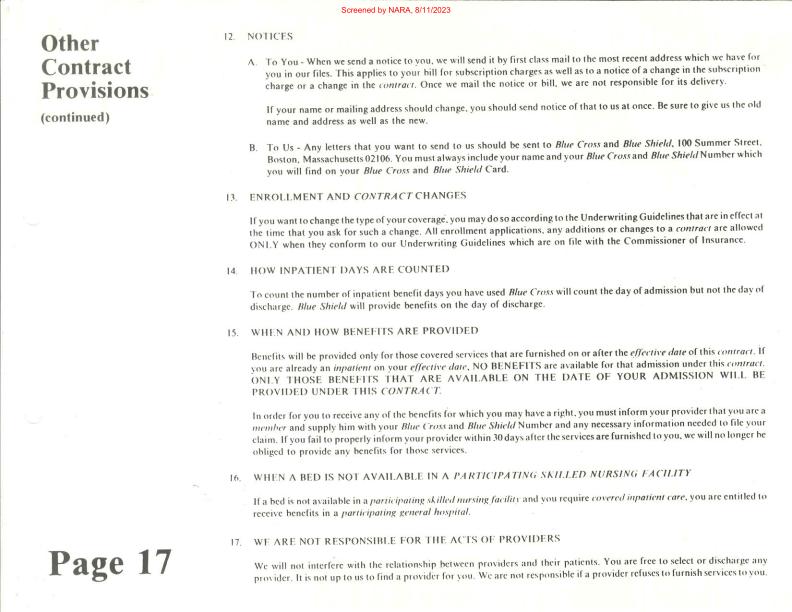 Screened by NARA, 8/11/2023
Other
Contract
Provisions
(continued)
12. NOTICES
A. To You - When we send a notice to you, we will send it by first class mail to the most recent address which we have for
you in our files. This applies to your bill for subscription charges as well as to a notice of a change in the subscription
charge or a change in the contract. Once we mail the notice or bill, we are not responsible for its delivery.
If your name or mailing address should change, you should send notice of that to us at once. Be sure to give us the old
name and address as well as the new.
B. To Us - Any letters that you want to send to us should be sent to Blue Cross and Blue Shield, 100 Summer Street,
Boston, Massachusetts 02106. You must always include your name and your Blue Cross and Blue Shield Number which
you will find on your Blue Cross and Blue Shield Card.
13. ENROLLMENT AND CONTRACT CHANGES
If you want to change the type of your coverage, you may do so according to the Underwriting Guidelines that are in effect at
the time that you ask for such a change. All enrollment applications, any additions or changes to a contract are allowed
ONLY when they conform to our Underwriting Guidelines which are on file with the Commissioner of Insurance.
14. HOW INPATIENT DAYS ARE COUNTED
To count the number of inpatient benefit days you have used Blue Cross will count the day of admission but not the day of
discharge. Blue Shield will provide benefits on the day of discharge.
15. WHEN AND HOW BENEFITS ARE PROVIDED
Benefits will be provided only for those covered services that are furnished on or after the effective date of this contract. If
you are already an inpatient on your effective date, NO BENEFITS are available for that admission under this contract.
ONLY THOSE BENEFITS THAT ARE AVAILABLE ON THE DATE OF YOUR ADMISSION WILL BE
PROVIDED UNDER THIS CONTRACT.
In order for you to receive any of the benefits for which you may have a right, you must inform your provider that you are a
member and supply him with your Blue Cross and Blue Shield Number and any necessary information needed to file your
claim. If you fail to properly inform your provider within 30 days after the services are furnished to you, we will no longer be
obliged to provide any benefits for those services.
16. WHEN A BED IS NOT AVAILABLE IN A PARTICIPATING SKILLED NURSING FACILITY
If a bed is not available in a participating skilled nursing facility and you require covered inpatient care, you are entitled to
receive benefits in a participating general hospital.
17. WE ARE NOT RESPONSIBLE FOR THE ACTS OF PROVIDERS
We will not interfere with the relationship between providers and their patients. You are free to select or discharge any
provider. It is not up to us to find a provider for you. We are not responsible if a provider refuses to furnish services to you.
Page 17